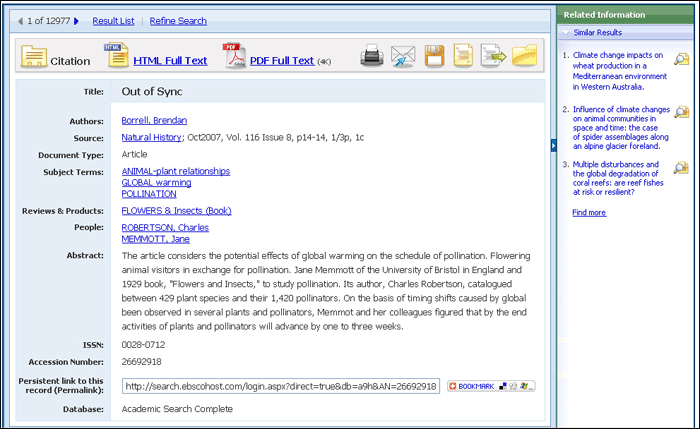 1 of 12977 Result List | Refine Search
Citation HTML HTML Full Text PDF PDF Full Text (4K)
Title: Out of Sync
Authors: Borrell, Brendan
Source: Natural History; Oct2007, Vol. 116 Issue 8, p14-14, 1/3p, 1c
Document Type: Article
Subject Terms: ANIMAL-plant relationships
GLOBAL warming
POLLINATION
Reviews & Products: FLOWERS & Insects (Book)
People: ROBERTSON, Charles
MEMMOTT, Jane
Abstract: The article considers the potential effects of global warming on the schedule of pollination. Flowering
animal visitors in exchange for pollination. Jane Memmott of the University of Bristol in England and
1929 book, "Flowers and Insects," to study pollination. Its author, Charles Robertson, catalogued
between 429 plant species and their 1,420 pollinators. On the basis of timing shifts caused by global
been observed in several plants and pollinators, Memmot and her colleagues figured that by the end
activities of plants and pollinators will advance by one to three weeks.
ISSN: 0028-0712
Accession Number: 26692918
Persistent link to this
record (Permalink): http://search.ebscohost.com/login.aspx?direct=true&db=a9h&AN=26692918 BOOKMARK
Database: Academic Search Complete
Related Information
Similar Results
1. Climate change impacts on
wheat production in a
Mediterranean environment
in Western Australia.
2. Influence of climate changes
on animal communities in
space and time: the case
of spider assemblages along
an alpine glacier foreland.
3. Multiple disturbances and
the global degradation of
coral reefs: are reef fishes
at risk or resilient?
Find more